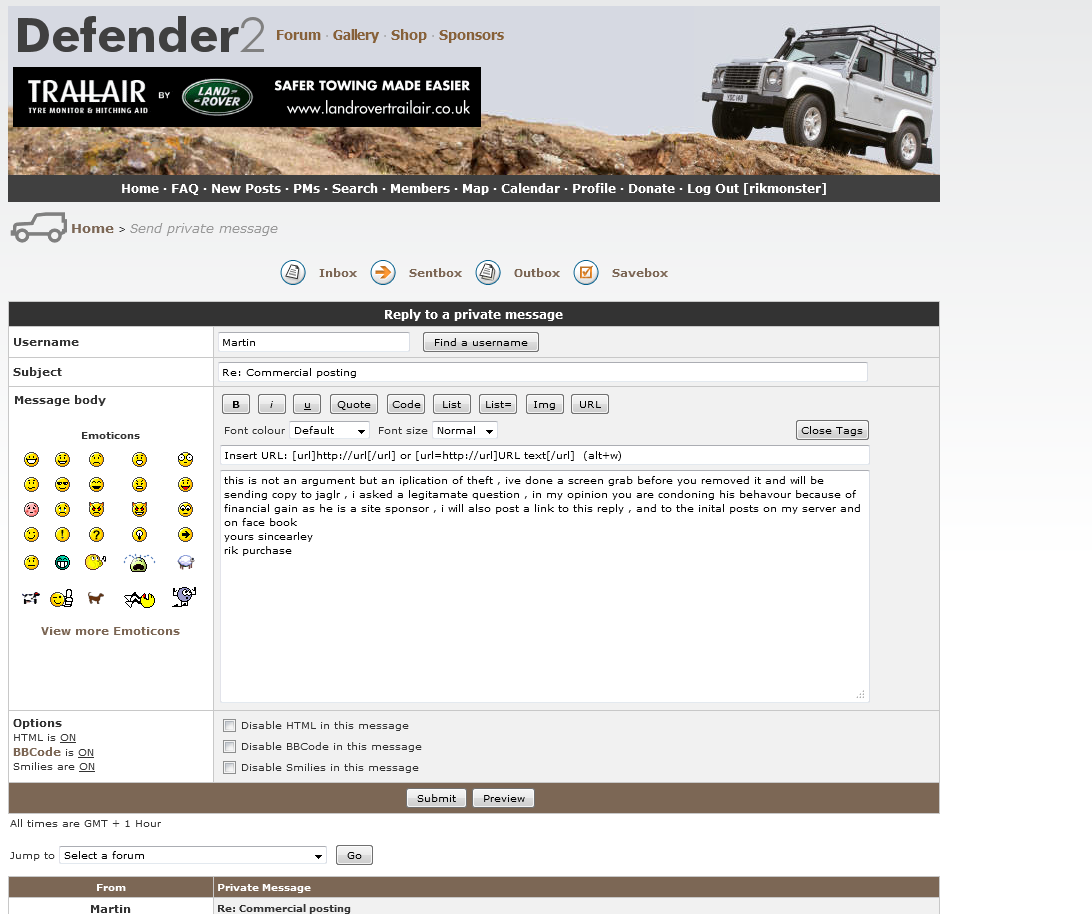 Defender2 Forum · Gallery · Shop · Sponsors
TRAILAIR BY LAND-ROVER SAFER TOWING MADE EASIER
TYRE MONITOR & HITCHING AID www.landrovertrailair.co.uk
Home · FAQ · New Posts · PMs · Search · Members · Map · Calendar · Profile · Donate · Log Out [rikmonster]
Home > Send private message
Inbox Sentbox Outbox Savebox
Reply to a private message
Username Martin Find a username
Subject Re: Commercial posting
Message body B i u Quote Code List List= Img URL
Font colour Default Font size Normal Close Tags
Emoticons
Insert URL: [url]http://url[/url] or [url=http://url]URL text[/url] (alt+w)
this is not an argument but an iplication of theft , ive done a screen grab before you removed it and will be
sending copy to jaglr , i asked a legitamate question , in my opinion you are condoning his behavour because of
financial gain as he is a site sponsor , i will also post a link to this reply , and to the inital posts on my server and
on face book
yours sincearley
rik purchase
View more Emoticons
Options
HTML is ON
BBCode is ON
Smilies are ON
Disable HTML in this message
Disable BBCode in this message
Disable Smilies in this message
Submit Preview
All times are GMT + 1 Hour
Jump to Select a forum Go
From Private Message
Martin Re: Commercial posting